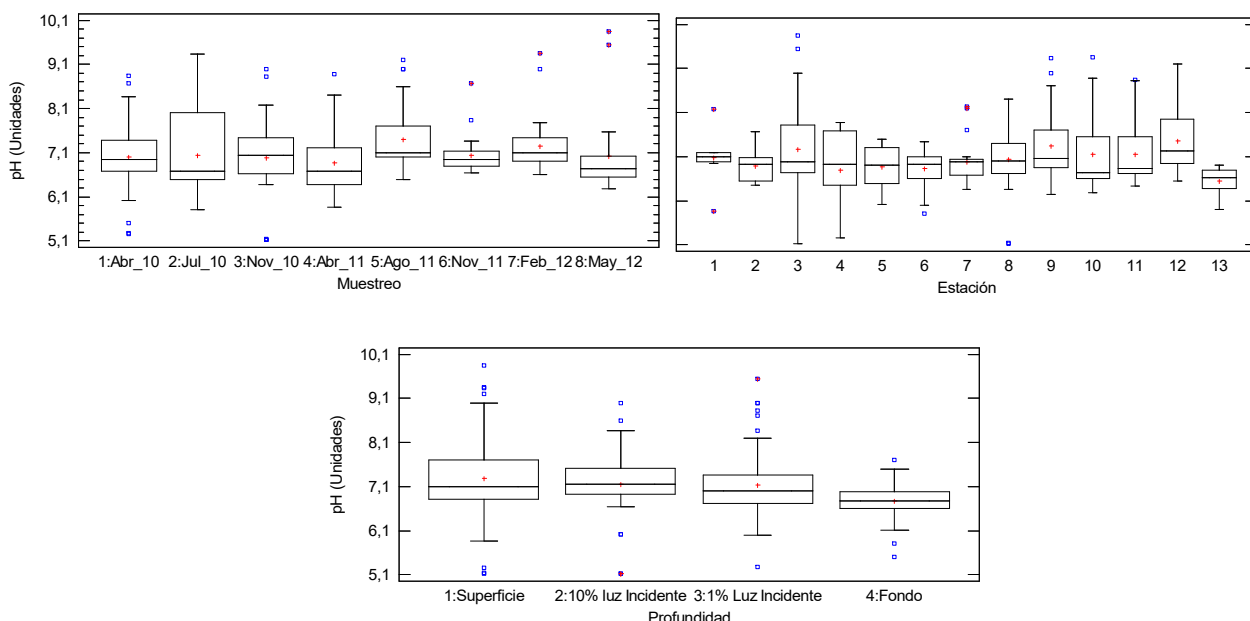 10,1
9,1
8,1
7,1
6,1
5,1
pH (Unidades)
1:Abr_10 2:Jul_10 3:Nov_10 4:Abr_11 5:Ago_11 6:Nov_11 7:Feb_12 8:May_12
Muestreo
1 2 3 4 5 6 7 8 9 10 11 12 13
Estación
10,1
9,1
8,1
7,1
6,1
5,1
pH (Unidades)
1:Superficie 2:10% luz Incidente 3:1% Luz Incidente 4:Fondo
Profundidad